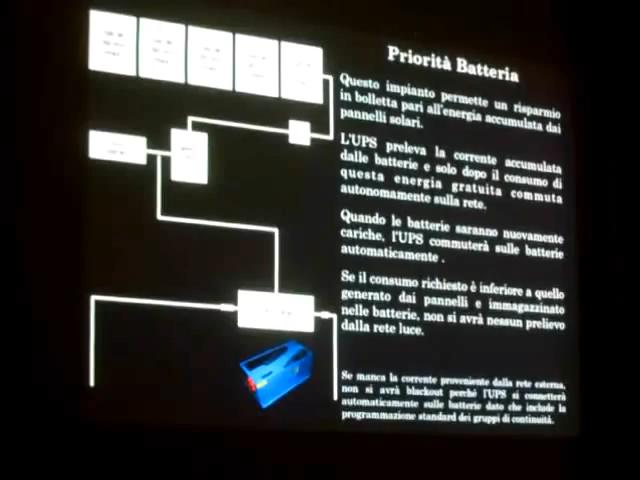 Priorità Batteria
Questo impianto permette un risparmio
in bolletta pari all'energia accumulata dai
pannelli solari.
L'UPS preleva la corrente accumulata
dalle batterie e solo dopo il consumo di
questa energia gratuita commuta
autonomamente sulla rete.
Quando le batterie saranno nuovamente
cariche, l'UPS commuterà sulle batterie
automaticamente .
Se il consumo richiesto è inferiore a quello
generato dai pannelli e immagazzinato
nelle batterie, non si avrà nessun prelievo
dalla rete luce.
Se manca la corrente proveniente dalla rete esterna,
non si avrà blackout perchè l'UPS si connetterà
automaticamente sulle batterie dato che include la
programmazione standard dei gruppi di continuità.